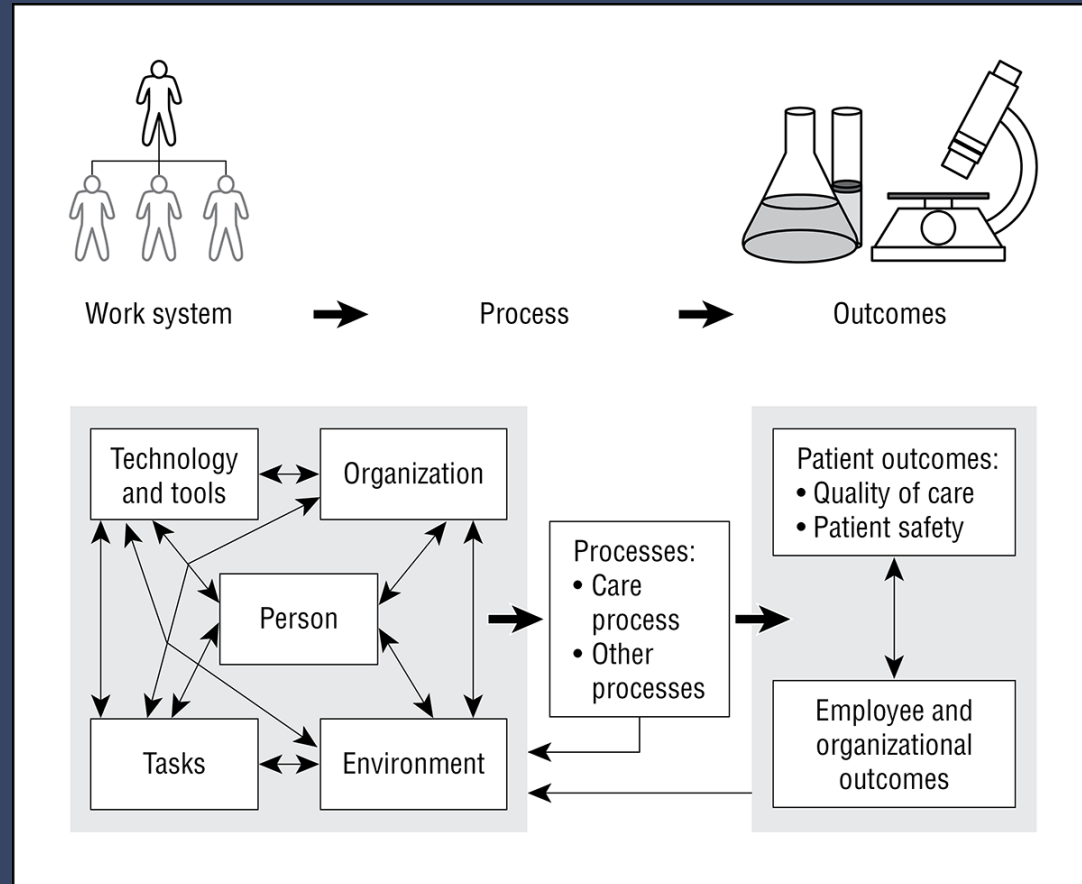 Work system
Process
Outcomes
Technology
and tools
Organization
Person
Tasks
Environment
Processes:
• Care
process
• Other
processes
Patient outcomes:
• Quality of care
• Patient safety
Employee and
organizational
outcomes